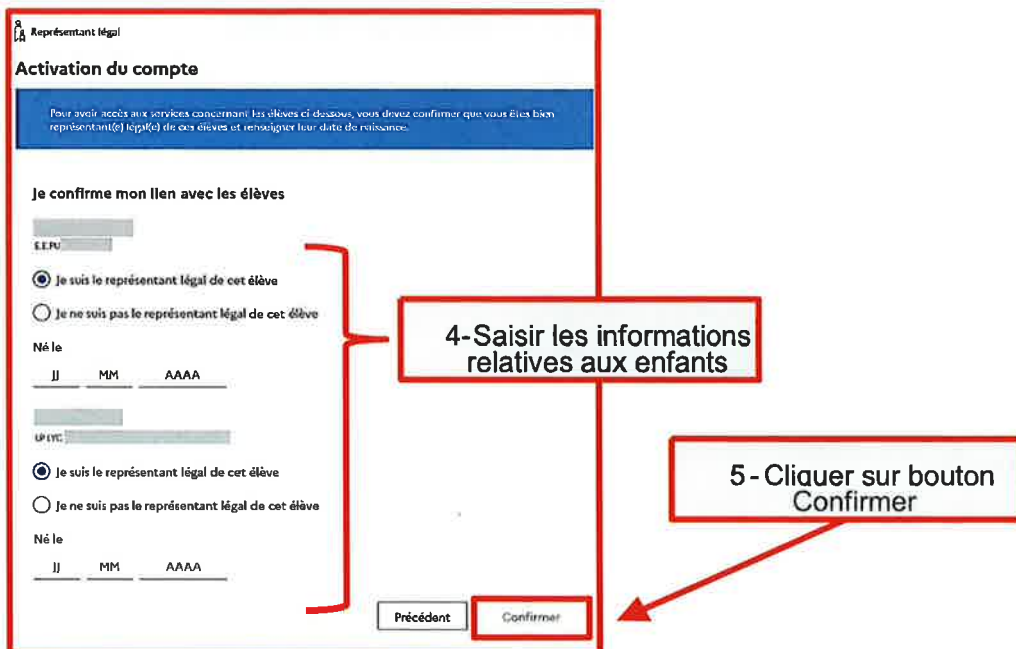 Représentant légal
Activation du compte
Pour avoir accès aux services concernant les élèves ci-dessous, vous devez confirmer que vous êtes bien
représentant(e) légal(e) de ces élèves et renseigner leur date de naissance.
Je confirme mon lien avec les élèves
E.E.PU
Je suis le représentant légal de cet élève
Je ne suis pas le représentant légal de cet élève
Né le
JJ MM AAAA
LP LYC
Je suis le représentant légal de cet élève
Je ne suis pas le représentant légal de cet élève
Né le
JJ MM AAAA
Précédent Confirmer
4-Saisir les informations
relatives aux enfants
5 - Cliquer sur bouton
Confirmer